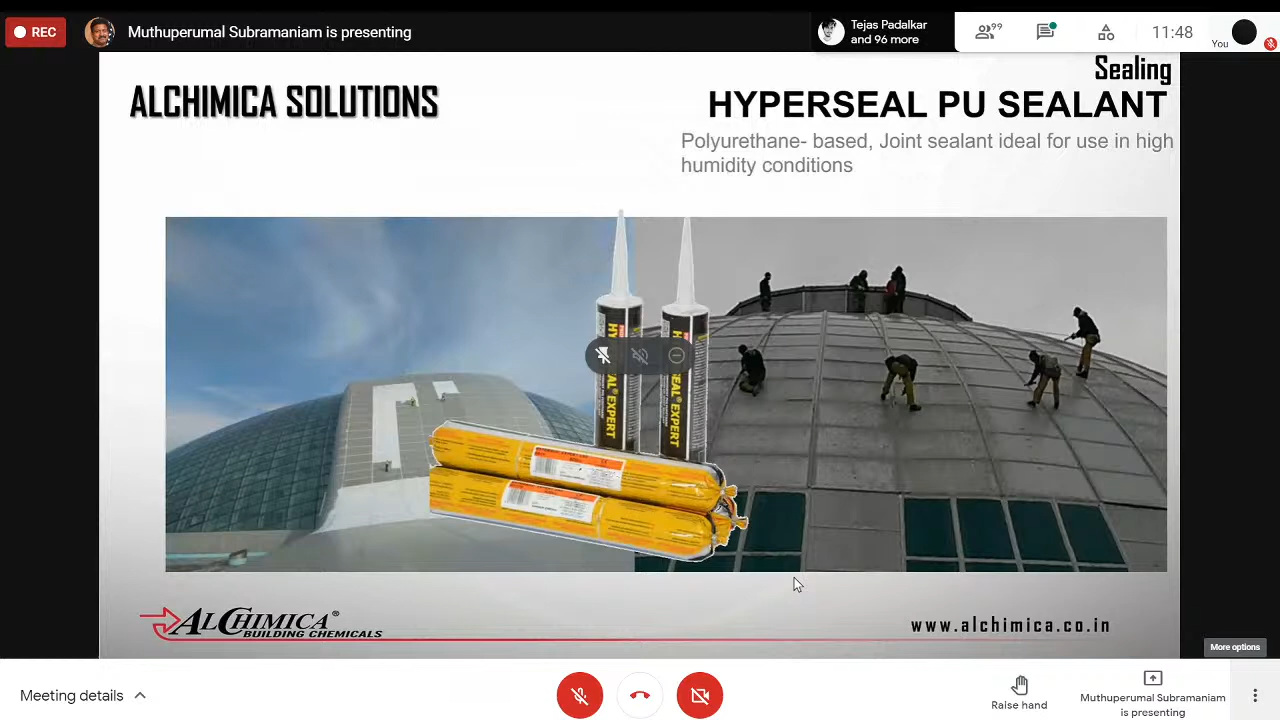 REC
Muthuperumal Subramaniam is presenting
Tejas Padalkar
and 96 more
99
11:48
You
Sealing
ALCHIMICA SOLUTIONS
HYPERSEAL PU SEALANT
Polyurethane- based, Joint sealant ideal for use in high
humidity conditions
EXPERT
EXPERT
ALCHIMICA®
BUILDING CHEMICALS
www.alchimica.co.in
More options
Meeting details
Raise hand
Muthuperumal Subramaniam
is presenting